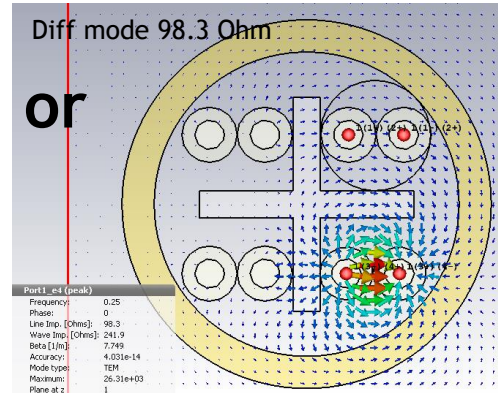 Diff mode 98.3 Ohm
or
Port1_e4 (peak)
Frequency: 0.25
Phase: 0
Line Imp. [Ohms]: 98.3
Wave Imp. [Ohms]: 241.9
Beta [1/m]: 7.749
Accuracy: 4.031e-14
Mode type: TEM
Maximum: 26.31e+03
Plane at z 1